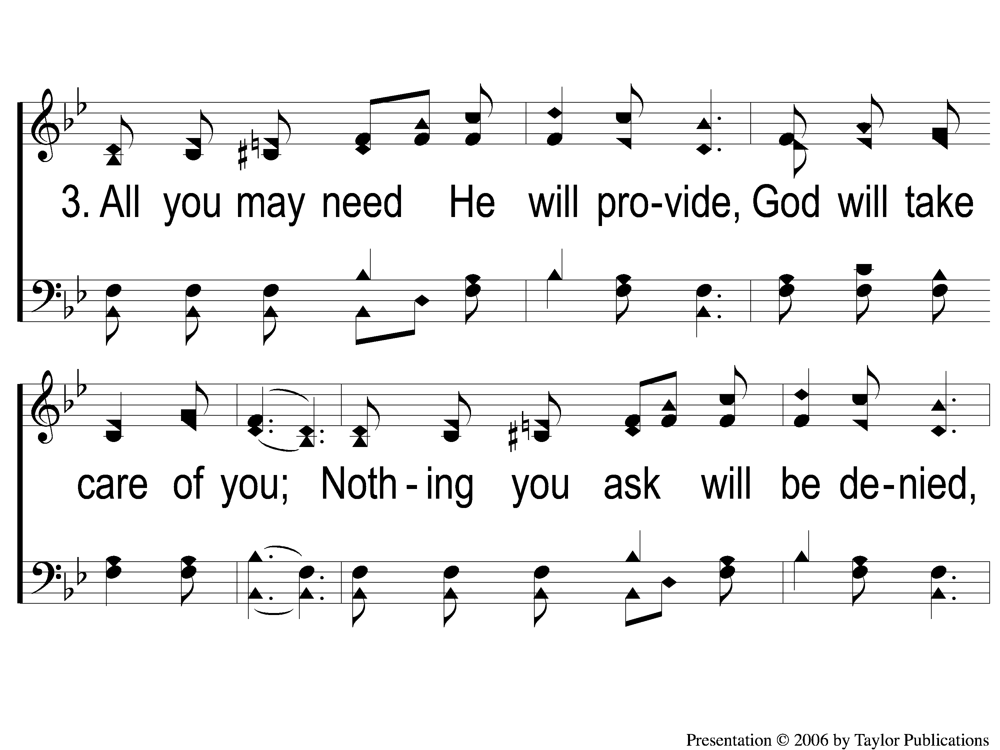 3. All you may need He will pro-vide, God will take
care of you; Noth - ing you ask will be de-nied,
Presentation © 2006 by Taylor Publications